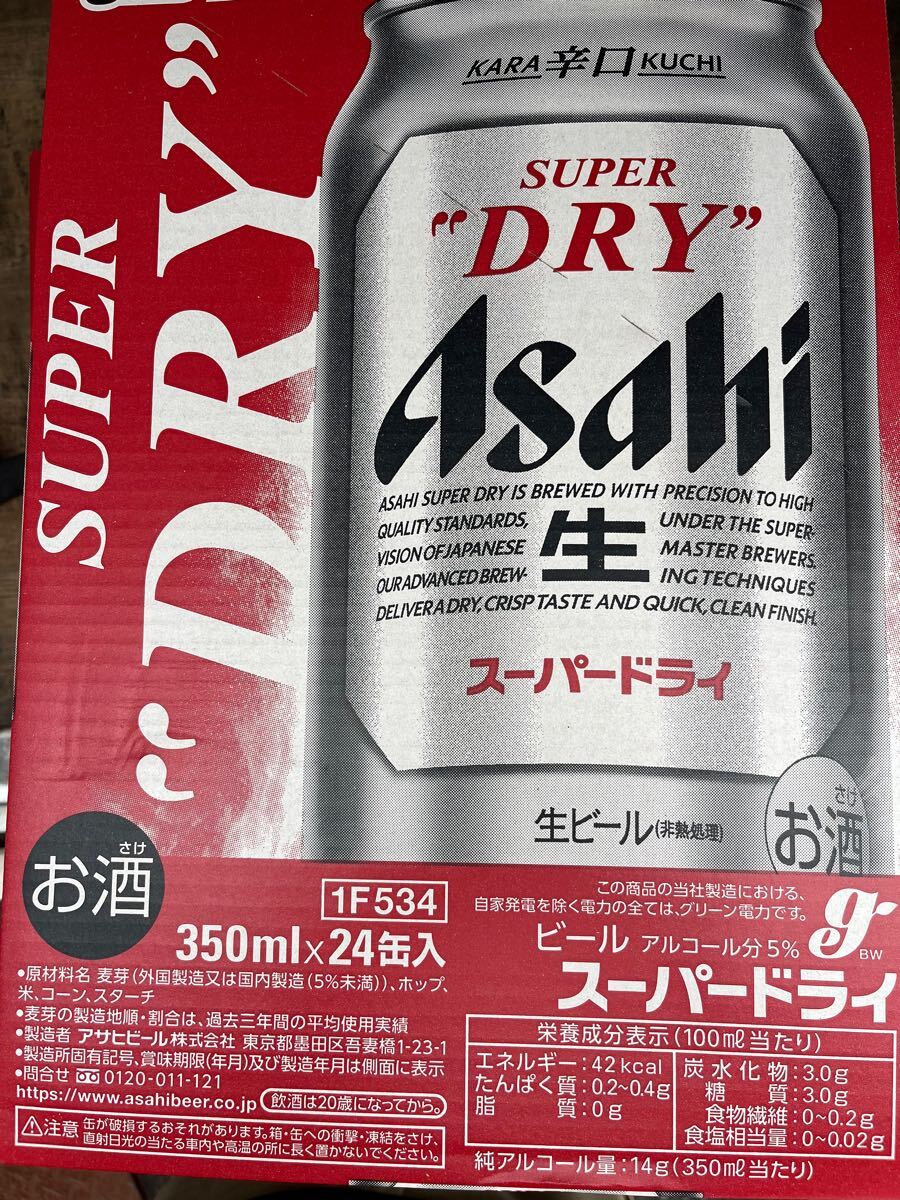 SUPER
“DRY”
KARA 辛口 KUCHI
SUPER
“DRY”
Asahi
ASAHI SUPER DRY IS BREWED WITH PRECISION TO HIGH
QUALITY STANDARDS, UNDER THE SUPER-
VISION OF JAPANESE 生 MASTER BREWERS.
OUR ADVANCED BREW- ING TECHNIQUES
DELIVER A DRY, CRISP TASTE AND QUICK, CLEAN FINISH.
スーパードライ
生ビール(非熱処理)
さけ
お酒
さけ
お酒
1F534
350ml×24缶入
•原材料名 麦芽(外国製造又は国内製造(5%未満))、ホップ、
米、コーン、スターチ
•麦芽の製造地順・割合は、過去三年間の平均使用実績
•製造者 アサヒビール株式会社 東京都墨田区吾妻橋1-23-1
•製造所固有記号、賞味期限(年月)及び製造年月は側面に表示
•問合せ 0120-011-121
https://www.asahibeer.co.jp 飲酒は20歳になってから。
⚠注意 缶が破損するおそれがあります。箱・缶への衝撃・凍結をさけ、
直射日光の当たる車内や高温の所に長く置かないでください。
この商品の当社製造における、
自家発電を除く電力の全ては、グリーン電力です。
g
BW
ビール アルコール分5%
スーパードライ
栄養成分表示(100ml当たり)
エネルギー:42kcal
たんぱく質:0.2~0.4g
脂質:0g
炭水化物:3.0g
糖質:3.0g
食物繊維:0~0.2g
食塩相当量:0~0.02g
純アルコール量:14g(350ml当たり)